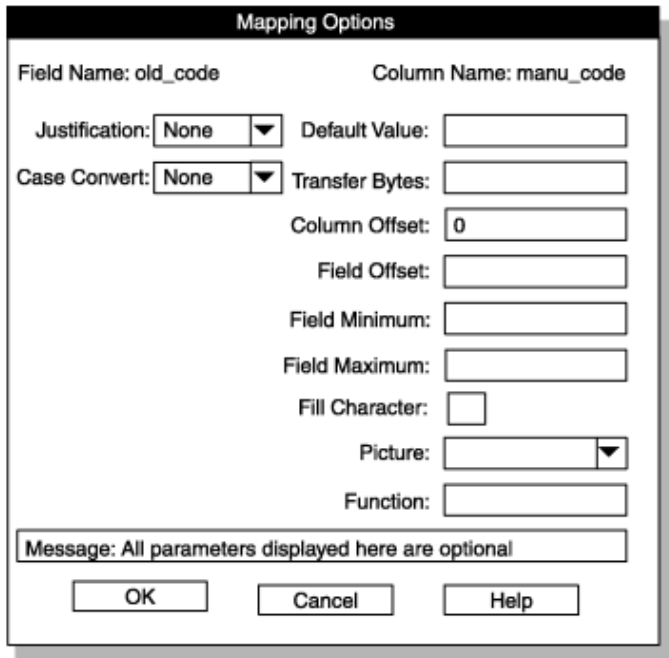 Mapping Options
Field Name: old_code Column Name: manu_code
Justification: None Default Value:
Case Convert: None Transfer Bytes:
Column Offset: 0
Field Offset:
Field Minimum:
Field Maximum:
Fill Character:
Picture:
Function:
Message: All parameters displayed here are optional
OK Cancel Help